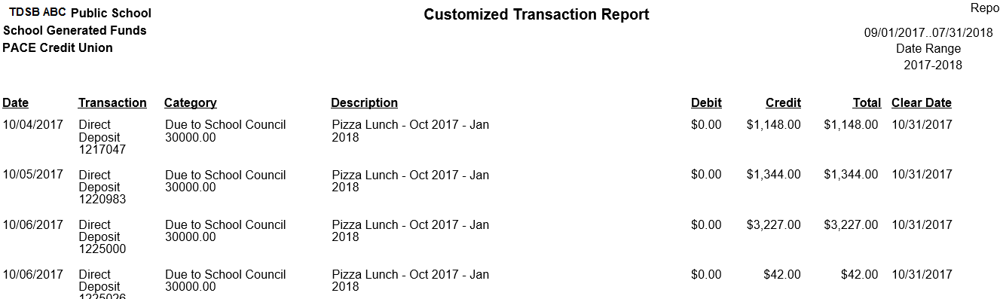 TDSB ABC Public School
Customized Transaction Report
Repo
School Generated Funds
09/01/2017..07/31/2018
PACE Credit Union
Date Range
2017-2018
Date Transaction Category Description Debit Credit Total Clear Date
10/04/2017 Direct Due to School Council Pizza Lunch - Oct 2017 - Jan $0.00 $1,148.00 $1,148.00 10/31/2017
Deposit 30000.00 2018
1217047
10/05/2017 Direct Due to School Council Pizza Lunch - Oct 2017 - Jan $0.00 $1,344.00 $1,344.00 10/31/2017
Deposit 30000.00 2018
1220983
10/06/2017 Direct Due to School Council Pizza Lunch - Oct 2017 - Jan $0.00 $3,227.00 $3,227.00 10/31/2017
Deposit 30000.00 2018
1225000
10/06/2017 Direct Due to School Council Pizza Lunch - Oct 2017 - Jan $0.00 $42.00 $42.00 10/31/2017
Deposit 30000.00 2018
1225026